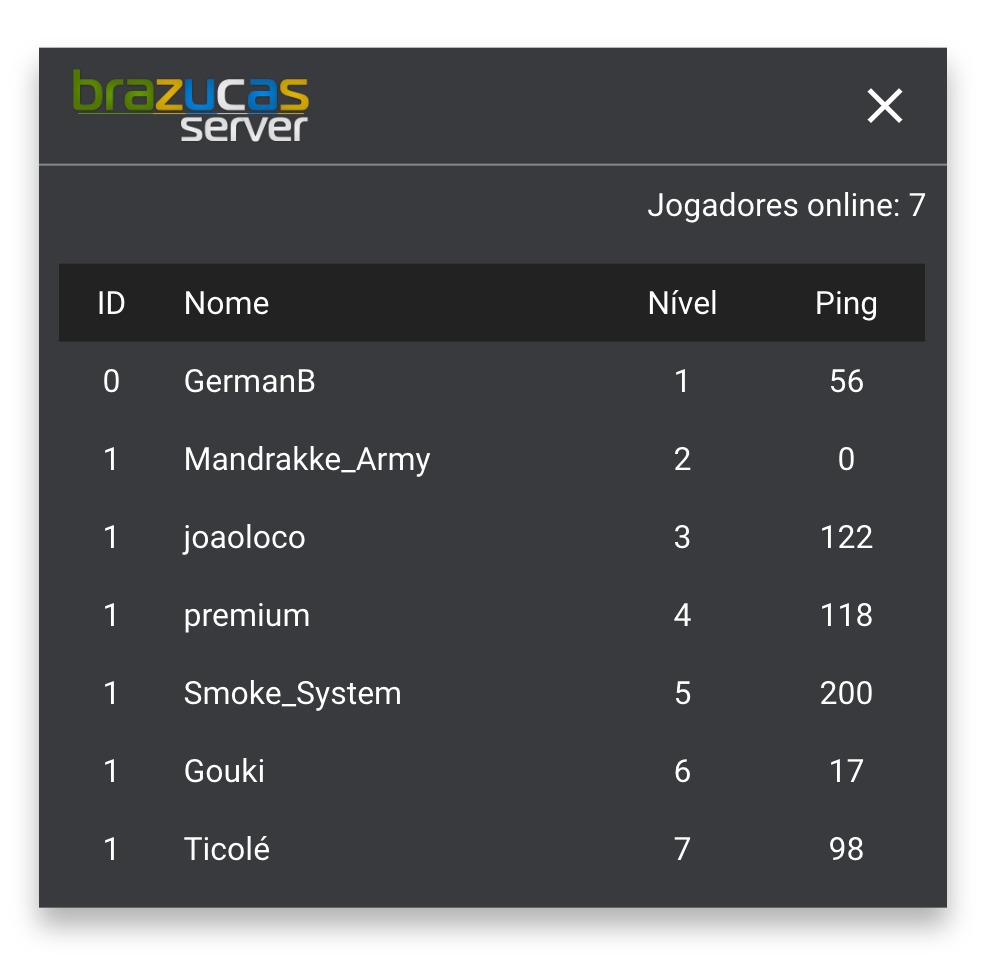 brazucas
server
Jogadores online: 7
ID Nome Nível Ping
0 GermanB 1 56
1 Mandrakke_Army 2 0
1 joaoloco 3 122
1 premium 4 118
1 Smoke_System 5 200
1 Gouki 6 17
1 Ticolé 7 98